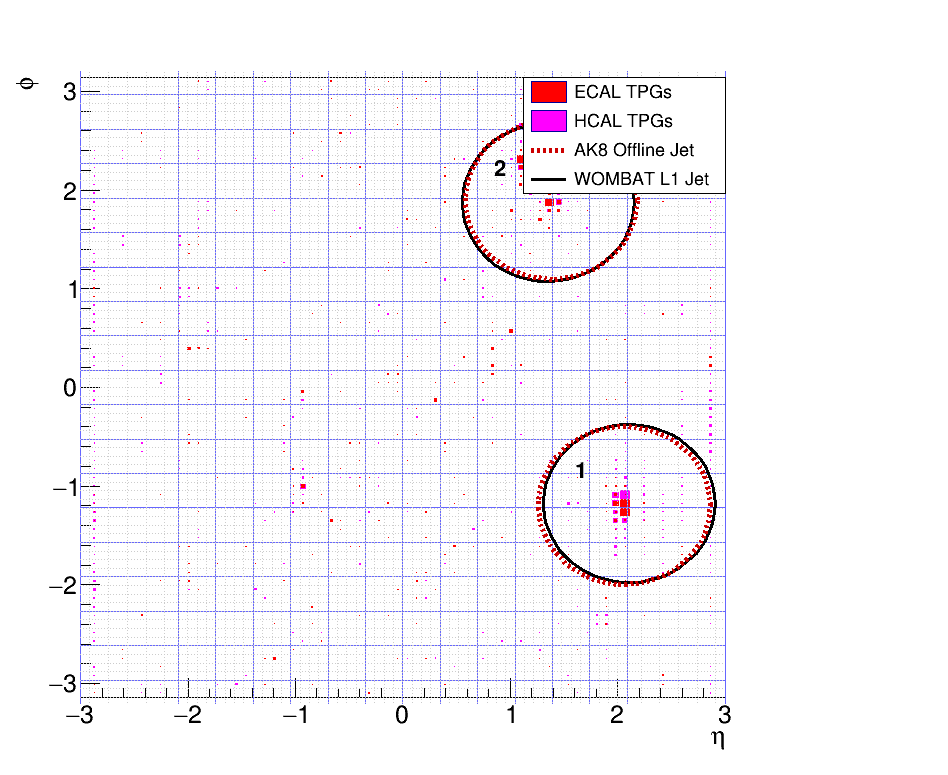 φ
3
2
1
0
−1
−2
−3
ECAL TPGs
HCAL TPGs
AK8 Offline Jet
WOMBAT L1 Jet
2
1
−3 −2 −1 0 1 2 3
η